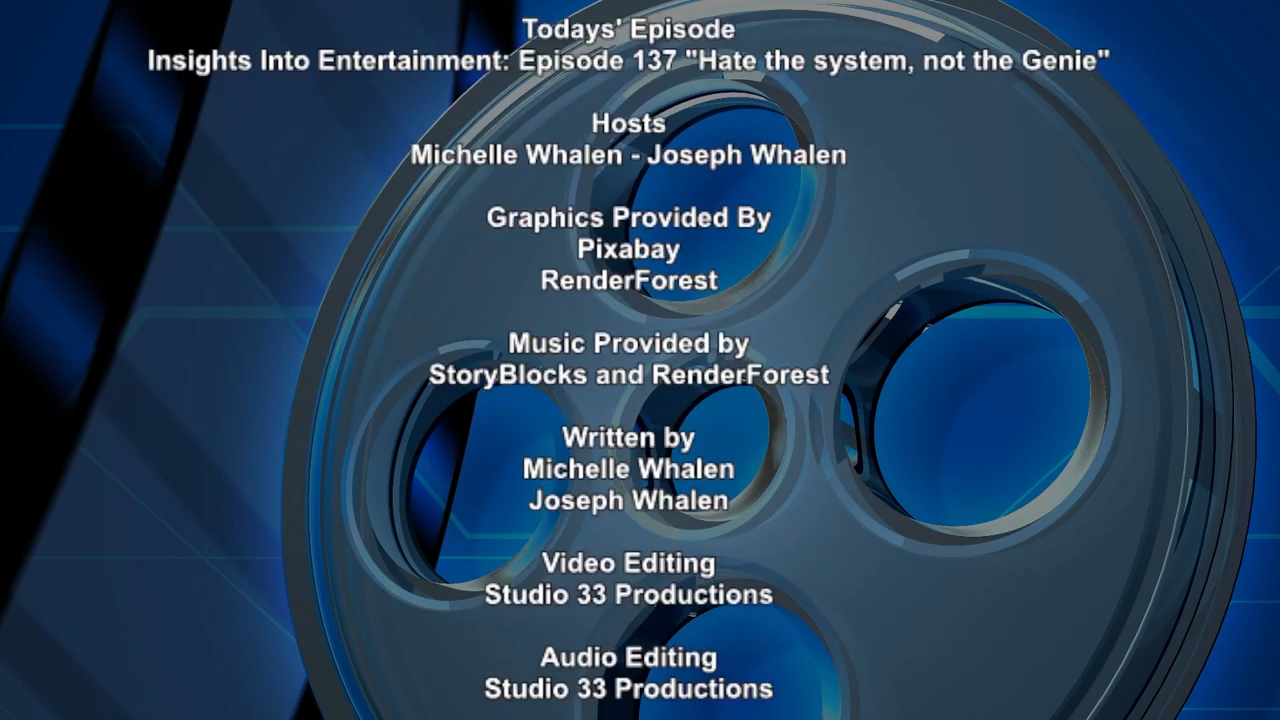 Todays' Episode
Insights Into Entertainment: Episode 137 "Hate the system, not the Genie"
Hosts
Michelle Whalen - Joseph Whalen
Graphics Provided By
Pixabay
RenderForest
Music Provided by
StoryBlocks and RenderForest
Written by
Michelle Whalen
Joseph Whalen
Video Editing
Studio 33 Productions
Audio Editing
Studio 33 Productions